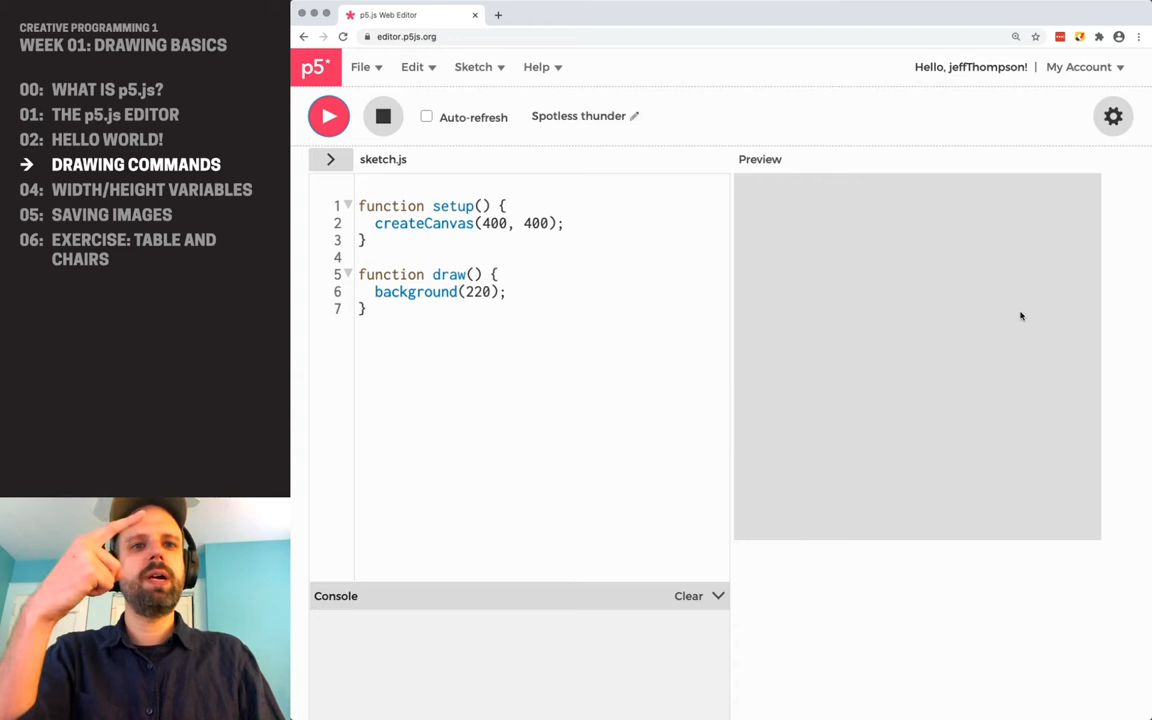 CREATIVE PROGRAMMING 1
WEEK 01: DRAWING BASICS
00: WHAT IS p5.js?
01: THE p5.js EDITOR
02: HELLO WORLD!
→ DRAWING COMMANDS
04: WIDTH/HEIGHT VARIABLES
05: SAVING IMAGES
06: EXERCISE: TABLE AND
CHAIRS
p5.js Web Editor
editor.p5js.org
p5* File Edit Sketch Help Hello, jeffThompson! | My Account
Auto-refresh Spotless thunder
sketch.js
Preview
1 function setup() {
2 createCanvas(400, 400);
3 }
4
5 function draw() {
6 background(220);
7 }
Console Clear